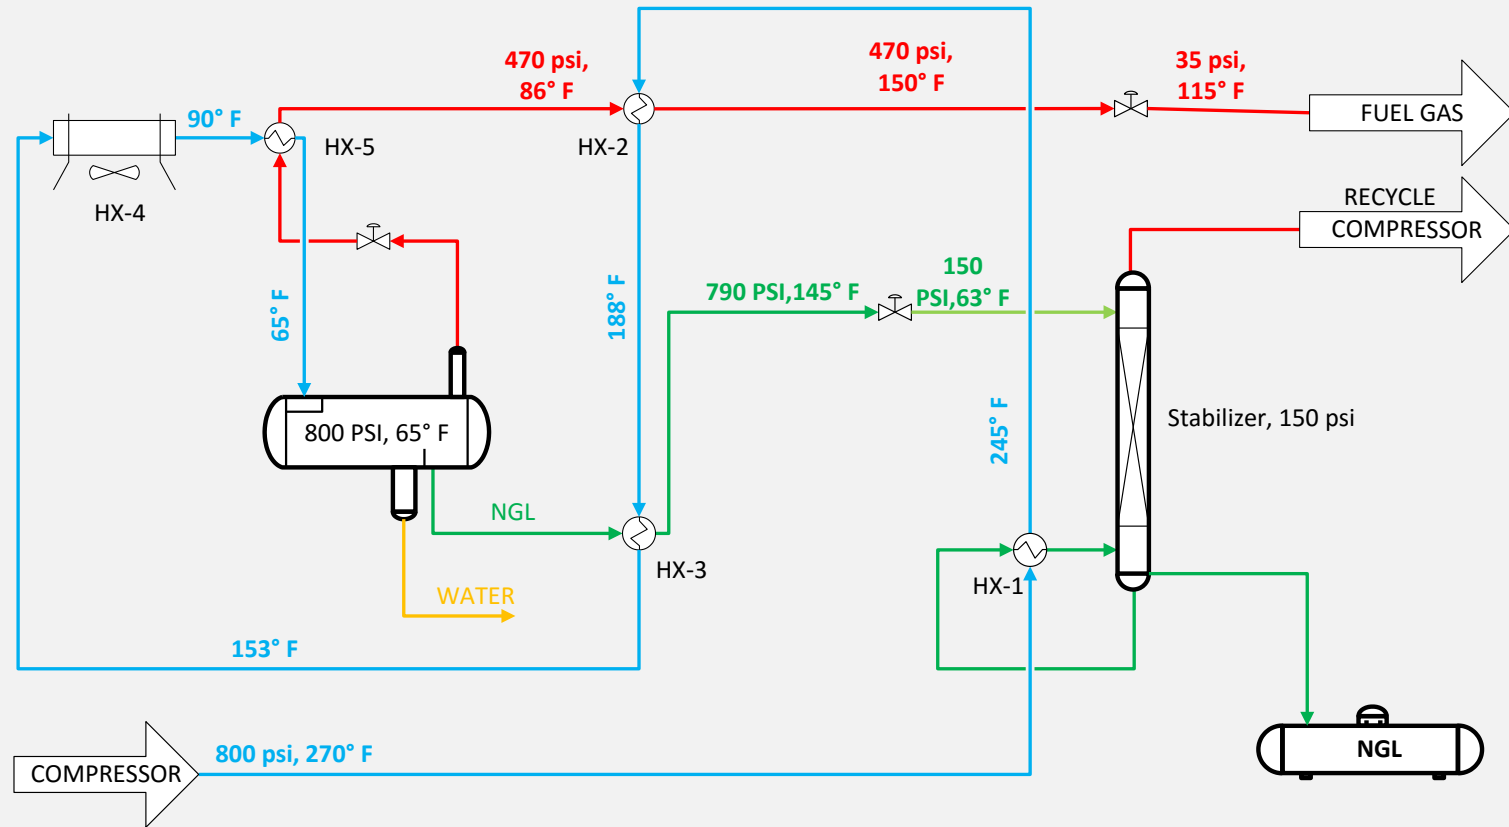 470 psi,
86° F
470 psi,
150° F
35 psi,
115° F
FUEL GAS
90° F
HX-5
HX-2
HX-4
RECYCLE
COMPRESSOR
65° F
188° F
790 PSI,145° F
150
PSI,63° F
800 PSI, 65° F
245° F
Stabilizer, 150 psi
NGL
HX-3
HX-1
WATER
153° F
800 psi, 270° F
COMPRESSOR
NGL